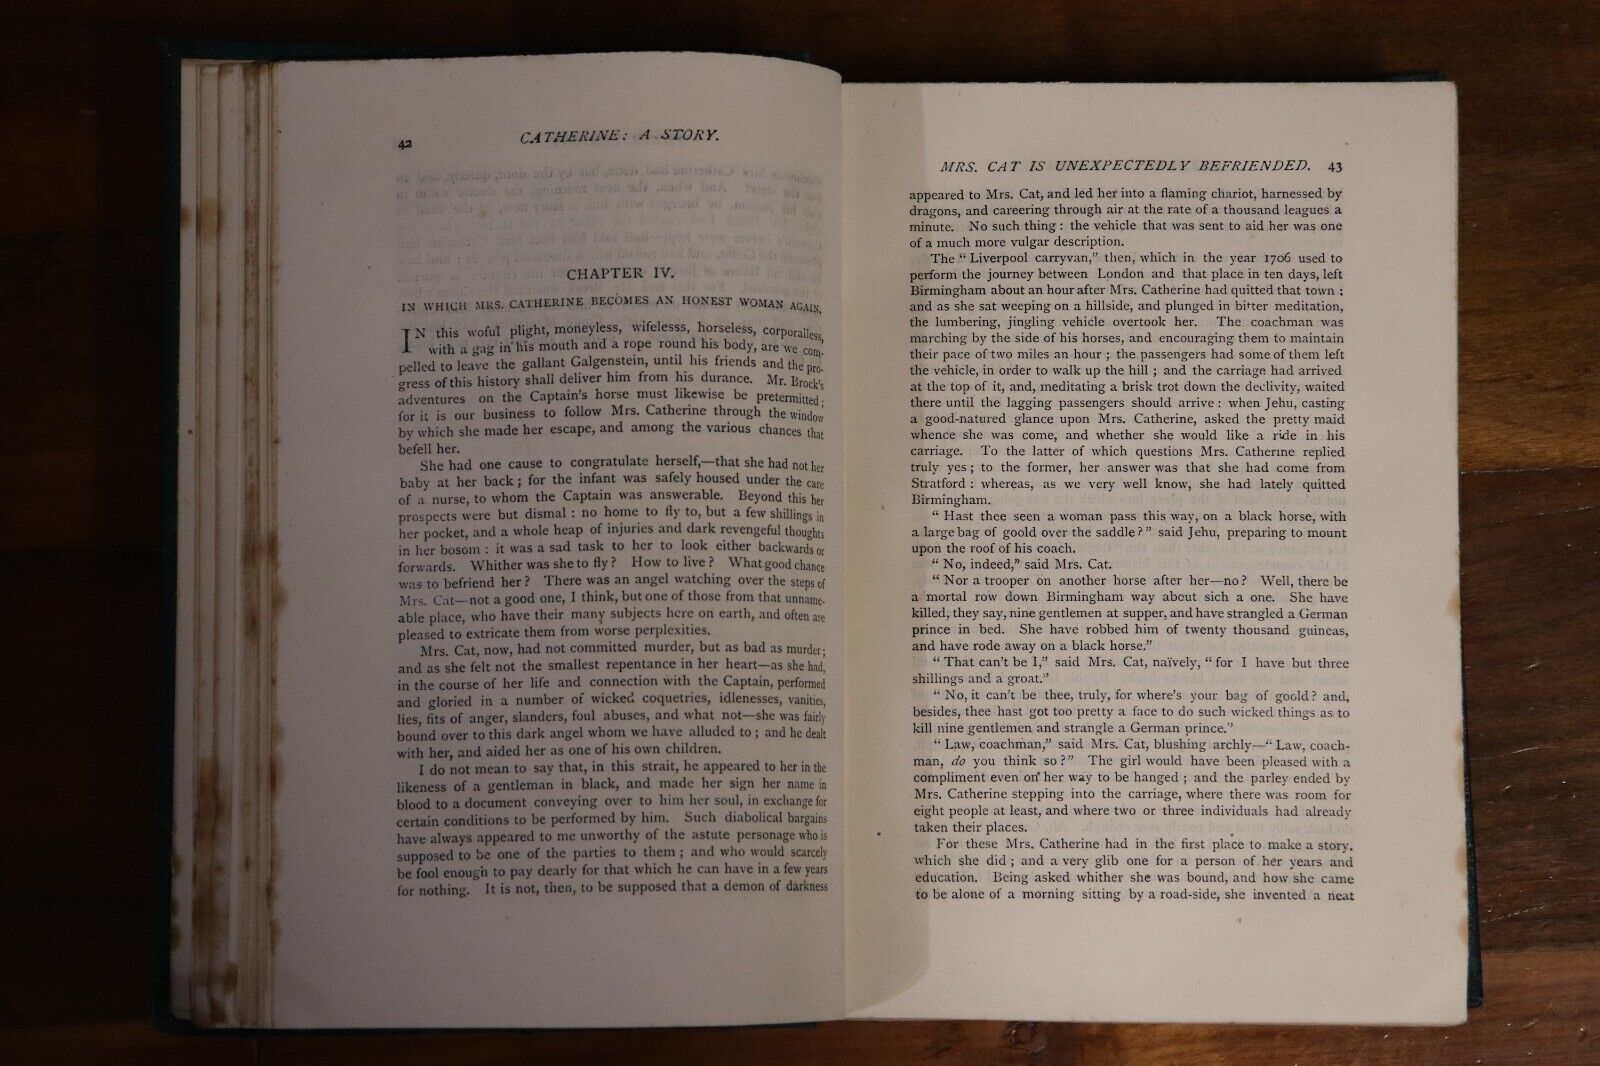 42
CATHERINE: A STORY.
CHAPTER IV.
IN WHICH MRS. CATHERINE BECOMES AN HONEST WOMAN AGAIN,
IN this woful plight, moneyless, wifelesss, horseless, corporalless,
with a gag in his mouth and a rope round his body, are we com-
pelled to leave the gallant Galgenstein, until his friends and the pro-
gress of this history shall deliver him from his durance. Mr. Brock's
adventures on the Captain's horse must likewise be pretermitted;
for it is our business to follow Mrs. Catherine through the window
by which she made her escape, and among the various chances that
befell her.
She had one cause to congratulate herself,—that she had not her
baby at her back; for the infant was safely housed under the care
of a nurse, to whom the Captain was answerable. Beyond this her
prospects were but dismal: no home to fly to, but a few shillings in
her pocket, and a whole heap of injuries and dark revengeful thoughts
in her bosom: it was a sad task to her to look either backwards or
forwards. Whither was she to fly? How to live? What good chance
was to befriend her? There was an angel watching over the steps of
Mrs. Cat—not a good one, I think, but one of those from that unname-
able place, who have their many subjects here on earth, and often are
pleased to extricate them from worse perplexities.
Mrs. Cat, now, had not committed murder, but as bad as murder;
and as she felt not the smallest repentance in her heart—as she had,
in the course of her life and connection with the Captain, performed
and gloried in a number of wicked coquetries, idlenesses, vanities,
lies, fits of anger, slanders, foul abuses, and what not—she was fairly
bound over to this dark angel whom we have alluded to; and he dealt
with her, and aided her as one of his own children.
I do not mean to say that, in this strait, he appeared to her in the
likeness of a gentleman in black, and made her sign her name in
blood to a document conveying over to him her soul, in exchange for
certain conditions to be performed by him. Such diabolical bargains
have always appeared to me unworthy of the astute personage who is
supposed to be one of the parties to them; and who would scarcely
be fool enough to pay dearly for that which he can have in a few years
for nothing. It is not, then, to be supposed that a demon of darkness
MRS. CAT IS UNEXPECTEDLY BEFRIENDED. 43
appeared to Mrs. Cat, and led her into a flaming chariot, harnessed by
dragons, and careering through air at the rate of a thousand leagues a
minute. No such thing: the vehicle that was sent to aid her was one
of a much more vulgar description.
The "Liverpool carryvan," then, which in the year 1706 used to
perform the journey between London and that place in ten days, left
Birmingham about an hour after Mrs. Catherine had quitted that town;
and as she sat weeping on a hillside, and plunged in bitter meditation,
the lumbering, jingling vehicle overtook her. The coachman was
marching by the side of his horses, and encouraging them to maintain
their pace of two miles an hour; the passengers had some of them left
the vehicle, in order to walk up the hill; and the carriage had arrived
at the top of it, and, meditating a brisk trot down the declivity, waited
there until the lagging passengers should arrive: when Jehu, casting
a good-natured glance upon Mrs. Catherine, asked the pretty maid
whence she was come, and whether she would like a ride in his
carriage. To the latter of which questions Mrs. Catherine replied
truly yes; to the former, her answer was that she had come from
Stratford: whereas, as we very well know, she had lately quitted
Birmingham.
"Hast thee seen a woman pass this way, on a black horse, with
a large bag of goold over the saddle?" said Jehu, preparing to mount
upon the roof of his coach.
"No, indeed," said Mrs. Cat.
"Nor a trooper on another horse after her—no? Well, there be
a mortal row down Birmingham way about sich a one. She have
killed, they say, nine gentlemen at supper, and have strangled a German
prince in bed. She have robbed him of twenty thousand guineas,
and have rode away on a black horse."
"That can't be I," said Mrs. Cat, naïvely, "for I have but three
shillings and a groat."
"No, it can't be thee, truly, for where's your bag of goold? and,
besides, thee hast got too pretty a face to do such wicked things as to
kill nine gentlemen and strangle a German prince."
"Law, coachman," said Mrs. Cat, blushing archly—"Law, coach-
man, do you think so?" The girl would have been pleased with a
compliment even on her way to be hanged; and the parley ended by
Mrs. Catherine stepping into the carriage, where there was room for
eight people at least, and where two or three individuals had already
taken their places.
For these Mrs. Catherine had in the first place to make a story,
which she did; and a very glib one for a person of her years and
education. Being asked whither she was bound, and how she came
to be alone of a morning sitting by a road-side, she invented a neat